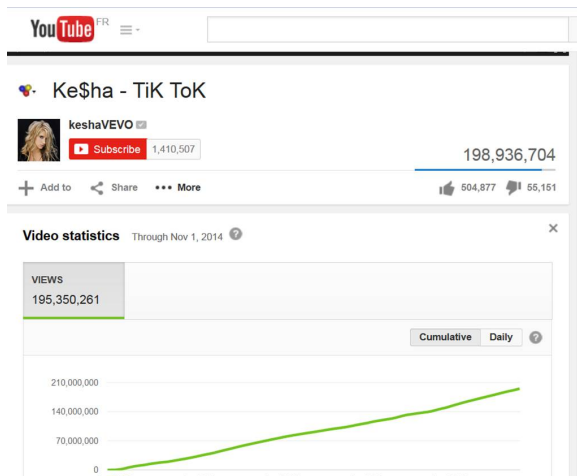 YouTube FR
Ke$ha - TiK ToK
keshaVEVO
Subscribe 1,410,507
198,936,704
Add to Share More 504,877 55,151
Video statistics Through Nov 1, 2014 ?
VIEWS
195,350,261
Cumulative Daily ?
210,000,000
140,000,000
70,000,000
0